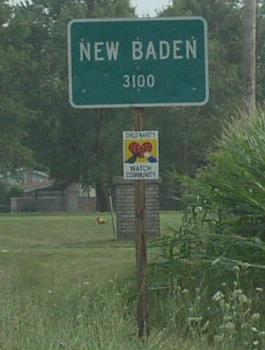 NEW BADEN
3100
CHILD SAFETY
WATCH
COMMUNITY